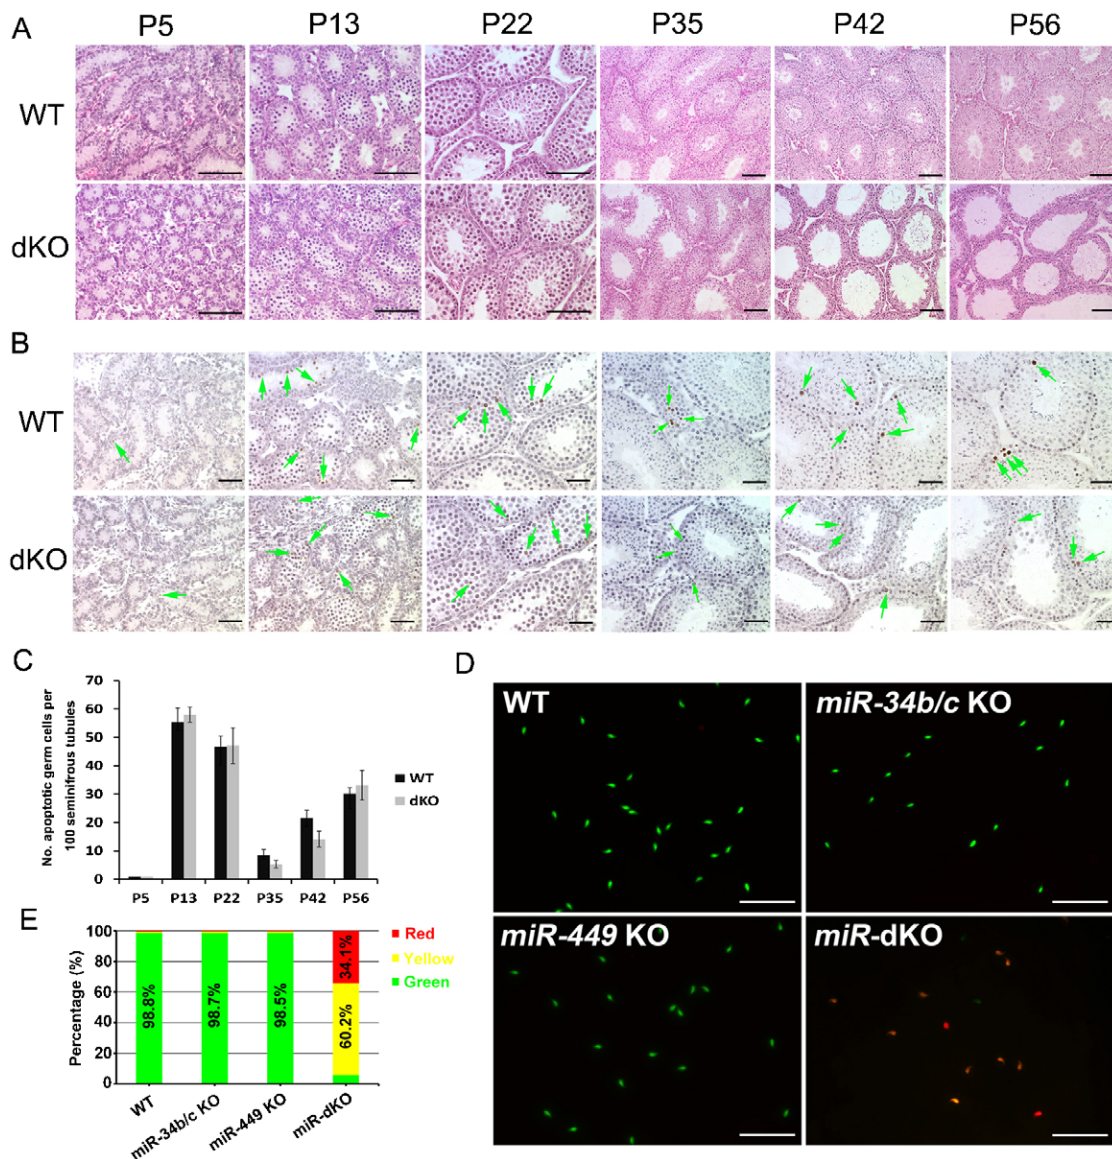 A
P5 P13 P22 P35 P42 P56
WT
dKO
B
WT
dKO
C
No. apoptotic germ cells per
100 seminifrous tubules
70
60
50
40
30
20
10
0
P5 P13 P22 P35 P42 P56
WT
dKO
D
WT
miR-34b/c KO
miR-449 KO
miR-dKO
E
Percentage (%)
100
80
60
40
20
0
98.8%
98.7%
98.5%
34.1%
60.2%
Red
Yellow
Green
WT
miR-34b/c KO
miR-449 KO
miR-dKO